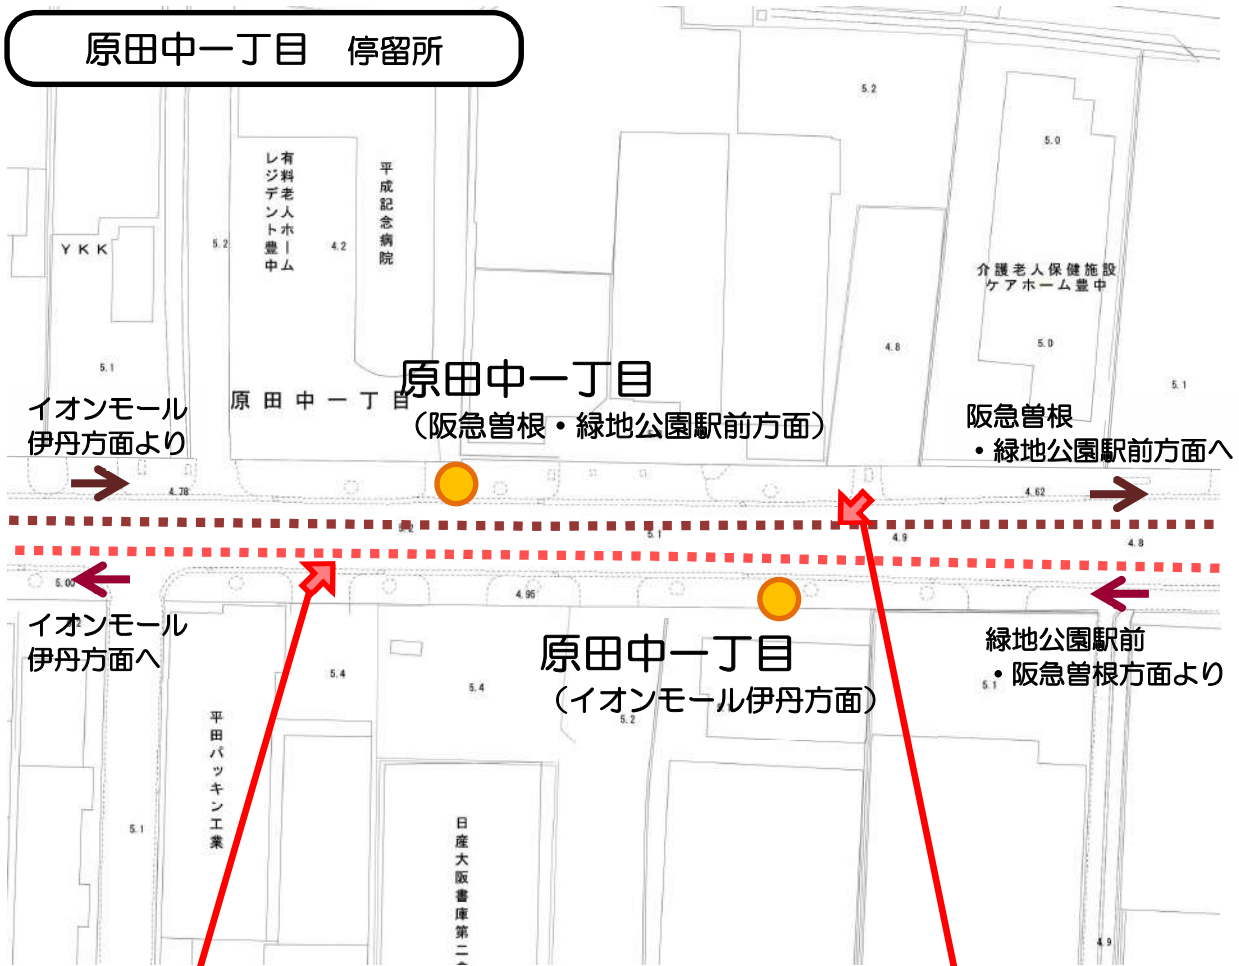 原田中一丁目 停留所
5.2
5.0
有料老人ホーム
レジデント豊中
平成記念病院
5.2
4.2
YKK
介護老人保健施設
ケアホーム豊中
5.1
4.8
5.0
5.1
原田中一丁目
原田中一丁目
(阪急曽根・緑地公園駅前方面)
イオンモール
伊丹方面より
阪急曽根
・緑地公園駅前方面へ
4.78
4.62
5.2
5.1
4.9
4.8
5.00
4.95
イオンモール
伊丹方面へ
原田中一丁目
(イオンモール伊丹方面)
緑地公園駅前
・阪急曽根方面より
5.4
5.4
5.2
5.1
平田パッキン工業
5.1
日産大阪書庫第二
4.9